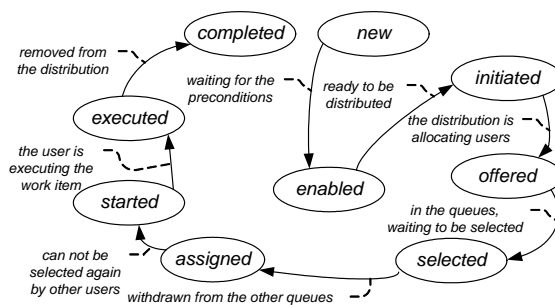 completed
new
removed from
the distribution
waiting for the
preconditions
ready to be
distributed
initiated
executed
the distribution is
allocating users
the user is
executing the
work item
enabled
offered
started
in the queues,
waiting to be
selected
can not be
selected again
by other users
assigned
selected
withdrawn from the other queues